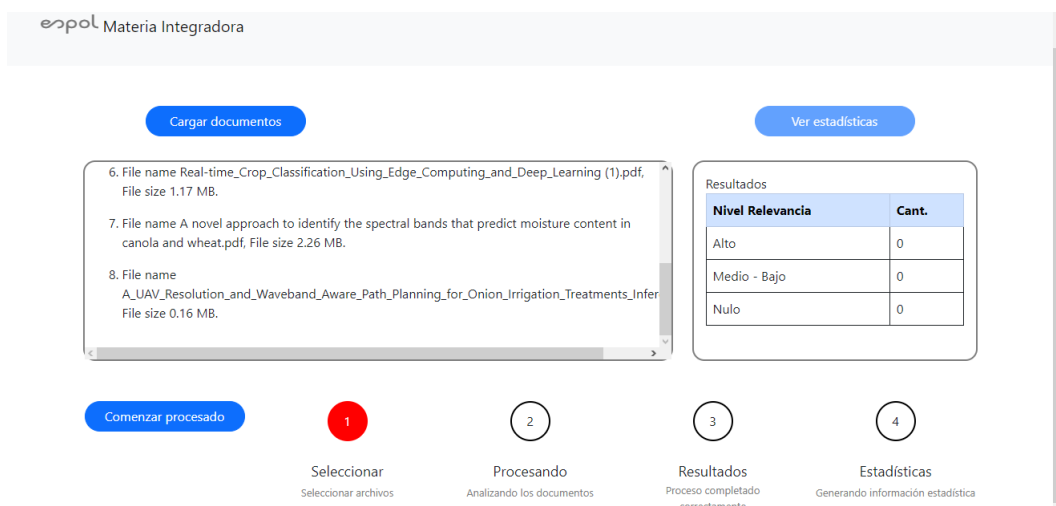 espol Materia Integradora
Cargar documentos
Ver estadísticas
6. File name Real-time_Crop_Classification_Using_Edge_Computing_and_Deep_Learning (1).pdf,
File size 1.17 MB.
7. File name A novel approach to identify the spectral bands that predict moisture content in
canola and wheat.pdf, File size 2.26 MB.
8. File name
A_UAV_Resolution_and_Waveband_Aware_Path_Planning_for_Onion_Irrigation_Treatments_Infer
File size 0.16 MB.
Resultados
Nivel Relevancia Cant.
Alto 0
Medio - Bajo 0
Nulo 0
Comenzar procesado
1 2 3 4
Seleccionar Procesando Resultados Estadísticas
Seleccionar archivos Analizando los documentos Proceso completado Generando información estadística
correctamente